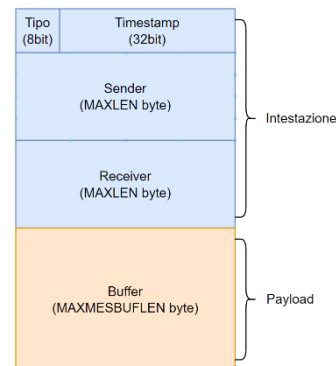 Tipo
(8bit)
Timestamp
(32bit)
Sender
(MAXLEN byte)
Intestazione
Receiver
(MAXLEN byte)
Buffer
(MAXMESBUFLEN byte)
Payload